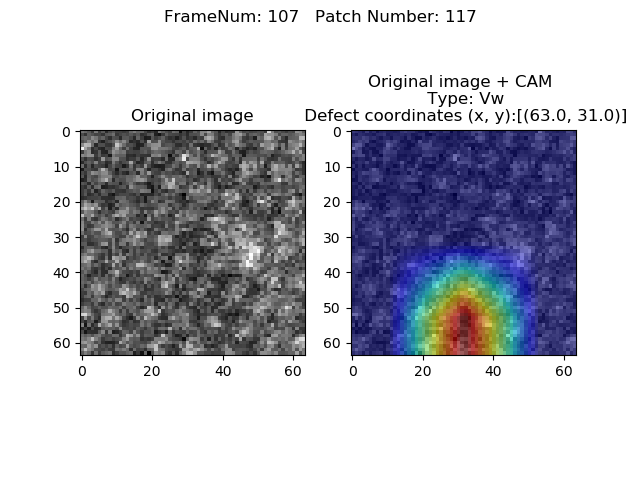 FrameNum: 107   Patch Number: 117
Original image
0
10
20
30
40
50
60
0 20 40 60
Original image + CAM
Type: Vw
Defect coordinates (x, y):[(63.0, 31.0)]
0
10
20
30
40
50
60
0 20 40 60